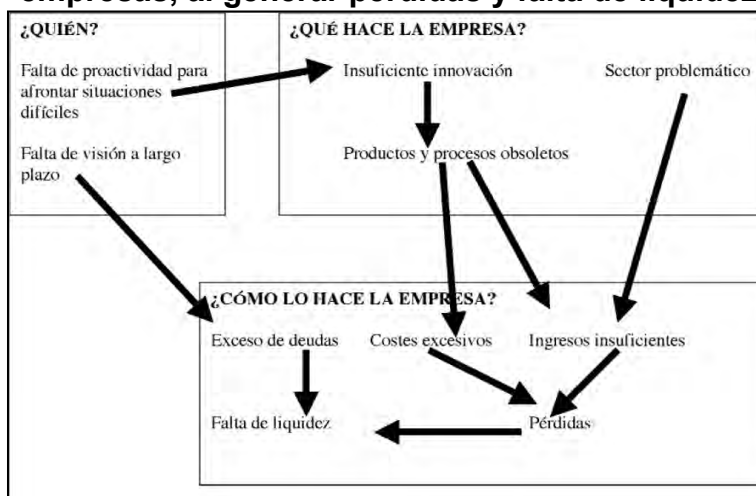 empresas, al generar pérdidas y falta de liquidez
¿QUIÉN?
Falta de proactividad para
afrontar situaciones
difíciles
Falta de visión a largo
plazo
¿QUÉ HACE LA EMPRESA?
Insuficiente innovación
Sector problemático
Productos y procesos obsoletos
¿CÓMO LO HACE LA EMPRESA?
Exceso de deudas
Costes excesivos
Ingresos insuficientes
Falta de liquidez
Pérdidas